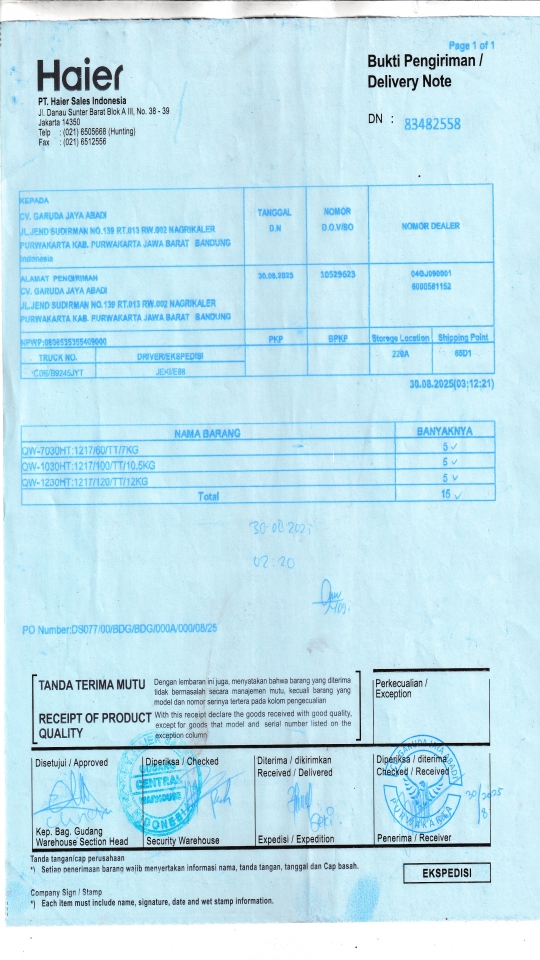 Page 1 of 1
Haier
Bukti Pengiriman /
Delivery Note
PT. Haier Sales Indonesia
Jl. Danau Sunter Barat Blok A III, No. 38 - 39
Jakarta 14350
Telp : (021) 6505668 (Hunting)
Fax : (021) 6512556
DN : 83482558
KEPADA
CV. GARUDA JAYA ABADI
JL.JEND SUDIRMAN NO.139 RT.013 RW.002 NAGRIKALER
PURWAKARTA KAB. PURWAKARTA JAWA BARAT BANDUNG
Indonesia
TANGGAL
D.N
NOMOR
D.O.V/SO
NOMOR DEALER
ALAMAT PENGIRIMAN
CV. GARUDA JAYA ABADI
JL.JEND SUDIRMAN NO.139 RT.013 RW.002 NAGRIKALER
PURWAKARTA KAB. PURWAKARTA JAWA BARAT BANDUNG
30.08.2025
10529623
6000581152
PKP BPKP Storage Location Shipping Point
TRUCK NO. DRIVER/EKSPEDISI 220A 65D1
30.08.2025(03:12:21)
NAMA BARANG BANYAKNYA
QW-7030HT:1217/60/TT/7KG 5
QW-1030HT:1217/100/TT/10.5KG 5
QW-1230HT:1217/120/TT/12KG 5
Total 15
30-08-2025
02:20
PO Number:DS077/00/BDG/BDG/000A/000/08/25
TANDA TERIMA MUTU
Dengan lembaran ini juga, menyatakan bahwa barang yang diterima
tidak bermasalah secara manajemen mutu, kecuali barang yang
model dan nomor serinya tertera pada kolom pengecualian
RECEIPT OF PRODUCT
QUALITY
With this receipt declare the goods received with good quality,
except for goods that model and serial number listed on the
exception column
Perkecualian /
Exception
Disetujui / Approved
Kep. Bag. Gudang
Warehouse Section Head
Diperiksa / Checked
CENTRAL
WAREHOUSE
INDONESIA
Security Warehouse
Diterima / dikirimkan
Received / Delivered
Expedisi / Expedition
Diperiksa / diterima
Checked / Received
CV. GARUDA JAYA ABADI
PURWAKARTA
30/8 2025
Penerima / Receiver
Tanda tangan/cap perusahaan
*) Setiap penerimaan barang wajib menyertakan informasi nama, tanda tangan, tanggal dan Cap basah.
EKSPEDISI
Company Sign / Stamp
*) Each item must include name, signature, date and wet stamp information.